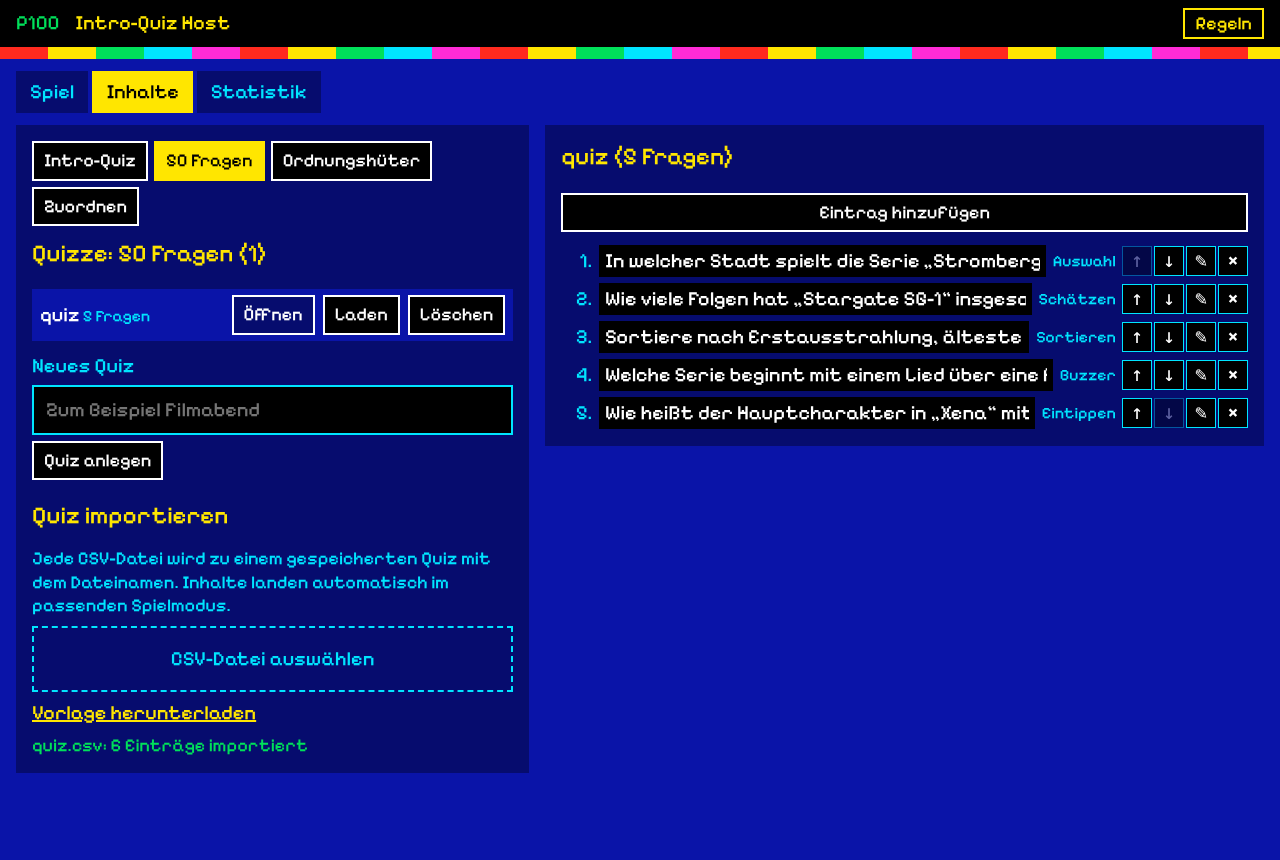 P100 Intro-Quiz Host
Regeln
Spiel
Inhalte
Statistik
Intro-Quiz
50 Fragen
Ordnungshüter
Zuordnen
Quizze: 50 Fragen (1)
quiz 5 Fragen
Öffnen
Laden
Löschen
Neues Quiz
Zum Beispiel Filmabend
Quiz anlegen
Quiz importieren
Jede CSV-Datei wird zu einem gespeicherten Quiz mit
dem Dateinamen. Inhalte landen automatisch im
passenden Spielmodus.
CSV-Datei auswählen
Vorlage herunterladen
quiz.csv: 6 Einträge importiert
quiz (5 Fragen)
Eintrag hinzufügen
1. In welcher Stadt spielt die Serie „Stromberg Auswahl ↑ ↓ ✎ ×
2. Wie viele Folgen hat „Stargate SG-1“ insgesa Schätzen ↑ ↓ ✎ ×
3. Sortiere nach Erstausstrahlung, älteste Sortieren ↑ ↓ ✎ ×
4. Welche Serie beginnt mit einem Lied über eine Buzzer ↑ ↓ ✎ ×
5. Wie heißt der Hauptcharakter in „Xena“ mit Eintippen ↑ ↓ ✎ ×